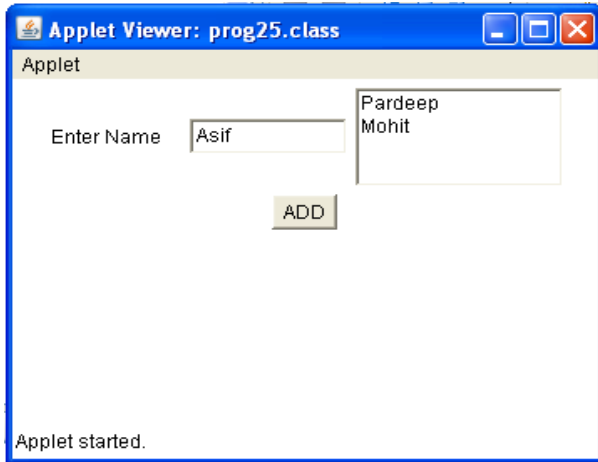 Applet Viewer: prog25.class
Applet
Enter Name
Asif
Pardeep
Mohit
ADD
Applet started.